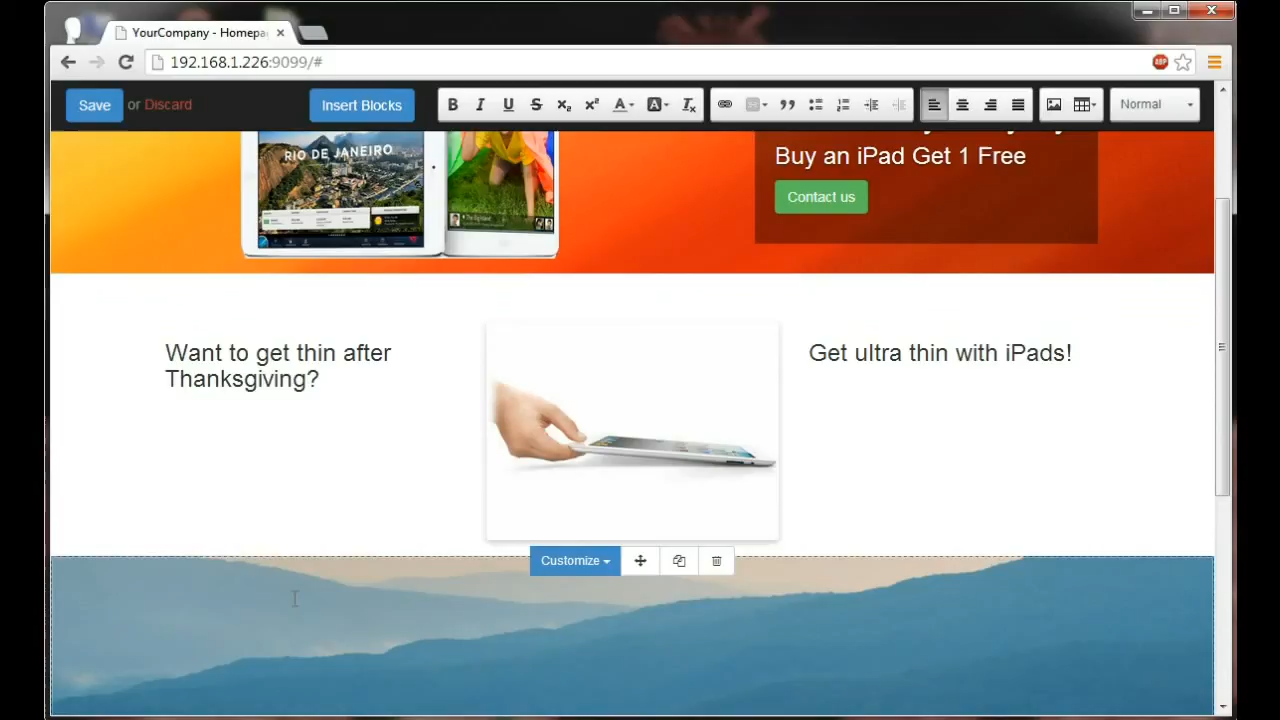 YourCompany - Homepa
192.168.1.226:9099/#
Save or Discard
Insert Blocks
Normal
RIO DE JANEIRO
Buy an iPad Get 1 Free
Contact us
Want to get thin after
Thanksgiving?
Get ultra thin with iPads!
Customize